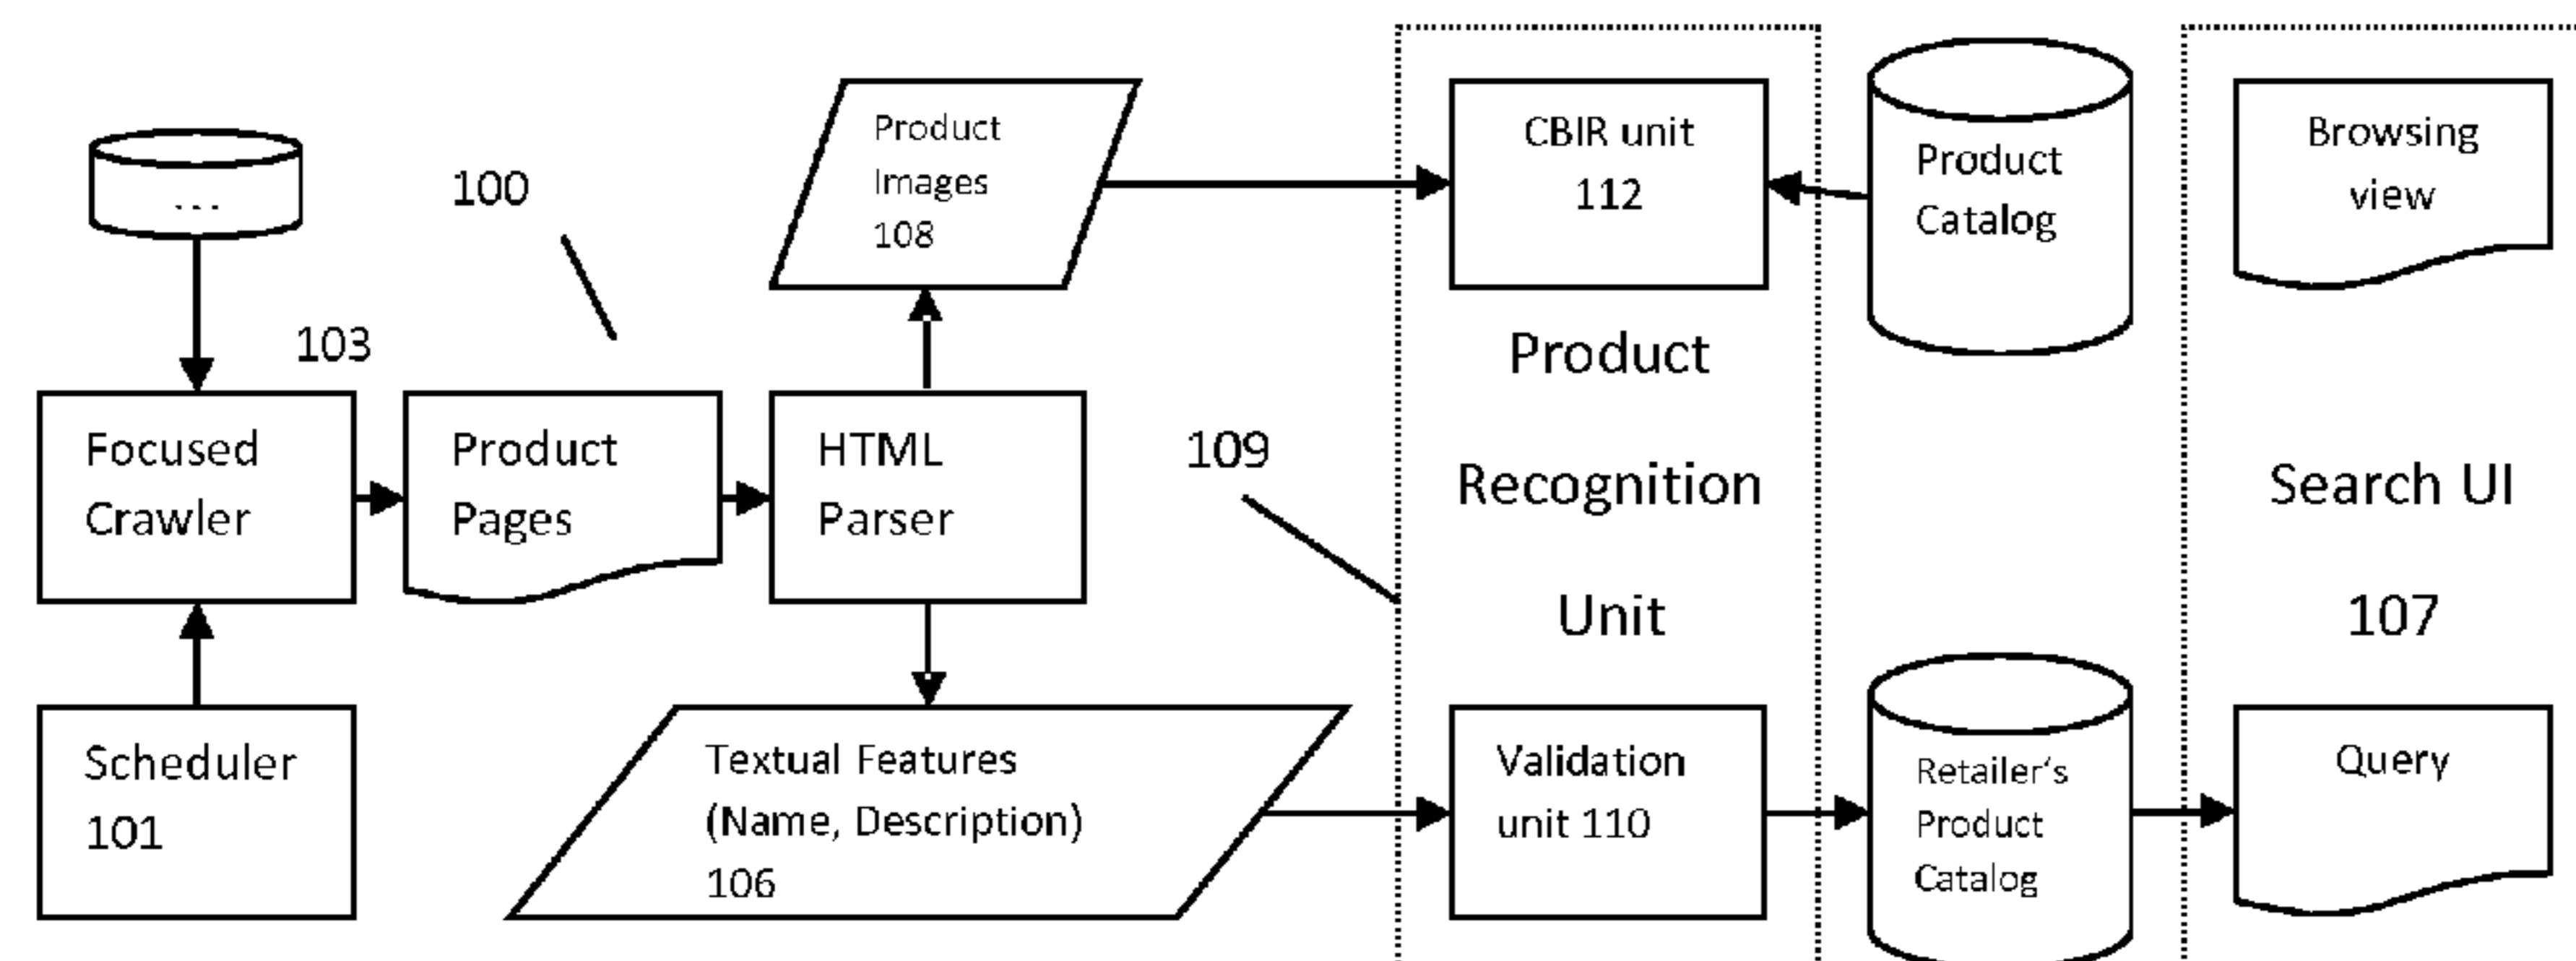 ...
100
103
Focused
Crawler
Scheduler
101
Product
Pages
Product
Images
108
HTML
Parser
Textual Features
(Name, Description)
106
109
CBIR unit
112
Product
Recognition
Unit
Validation
unit 110
Product
Catalog
Retailer's
Product
Catalog
Browsing
view
Search UI
107
Query